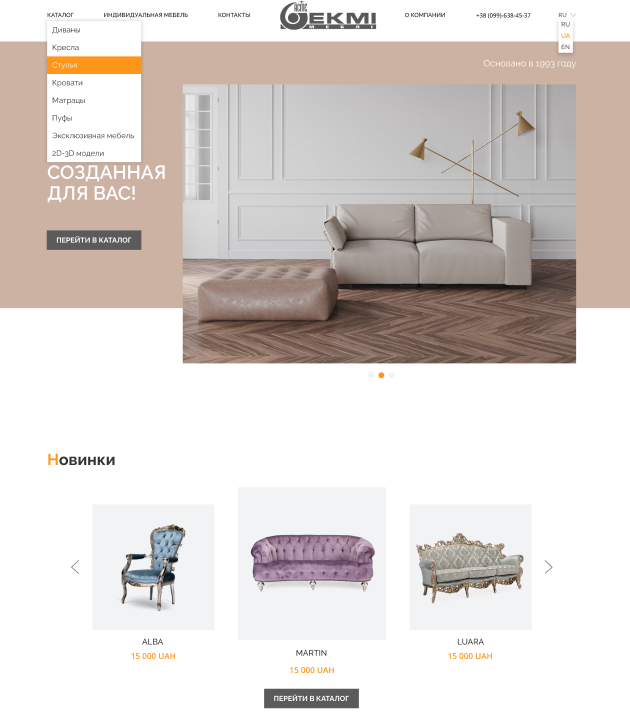 КАТАЛОГ
ИНДИВИДУАЛЬНАЯ МЕБЕЛЬ
КОНТАКТЫ
ЕКМІ
МЕБЛІ
О КОМПАНИИ
+38 (099)-638-45-37
RU
RU
UA
EN
Диваны
Кресла
Стулья
Кровати
Матрацы
Пуфы
Эксклюзивная мебель
2D-3D модели
Основано в 1993 году
СОЗДАННАЯ
ДЛЯ ВАС!
ПЕРЕЙТИ В КАТАЛОГ
Новинки
ALBA
15 000 UAH
MARTIN
15 000 UAH
LUARA
15 000 UAH
ПЕРЕЙТИ В КАТАЛОГ